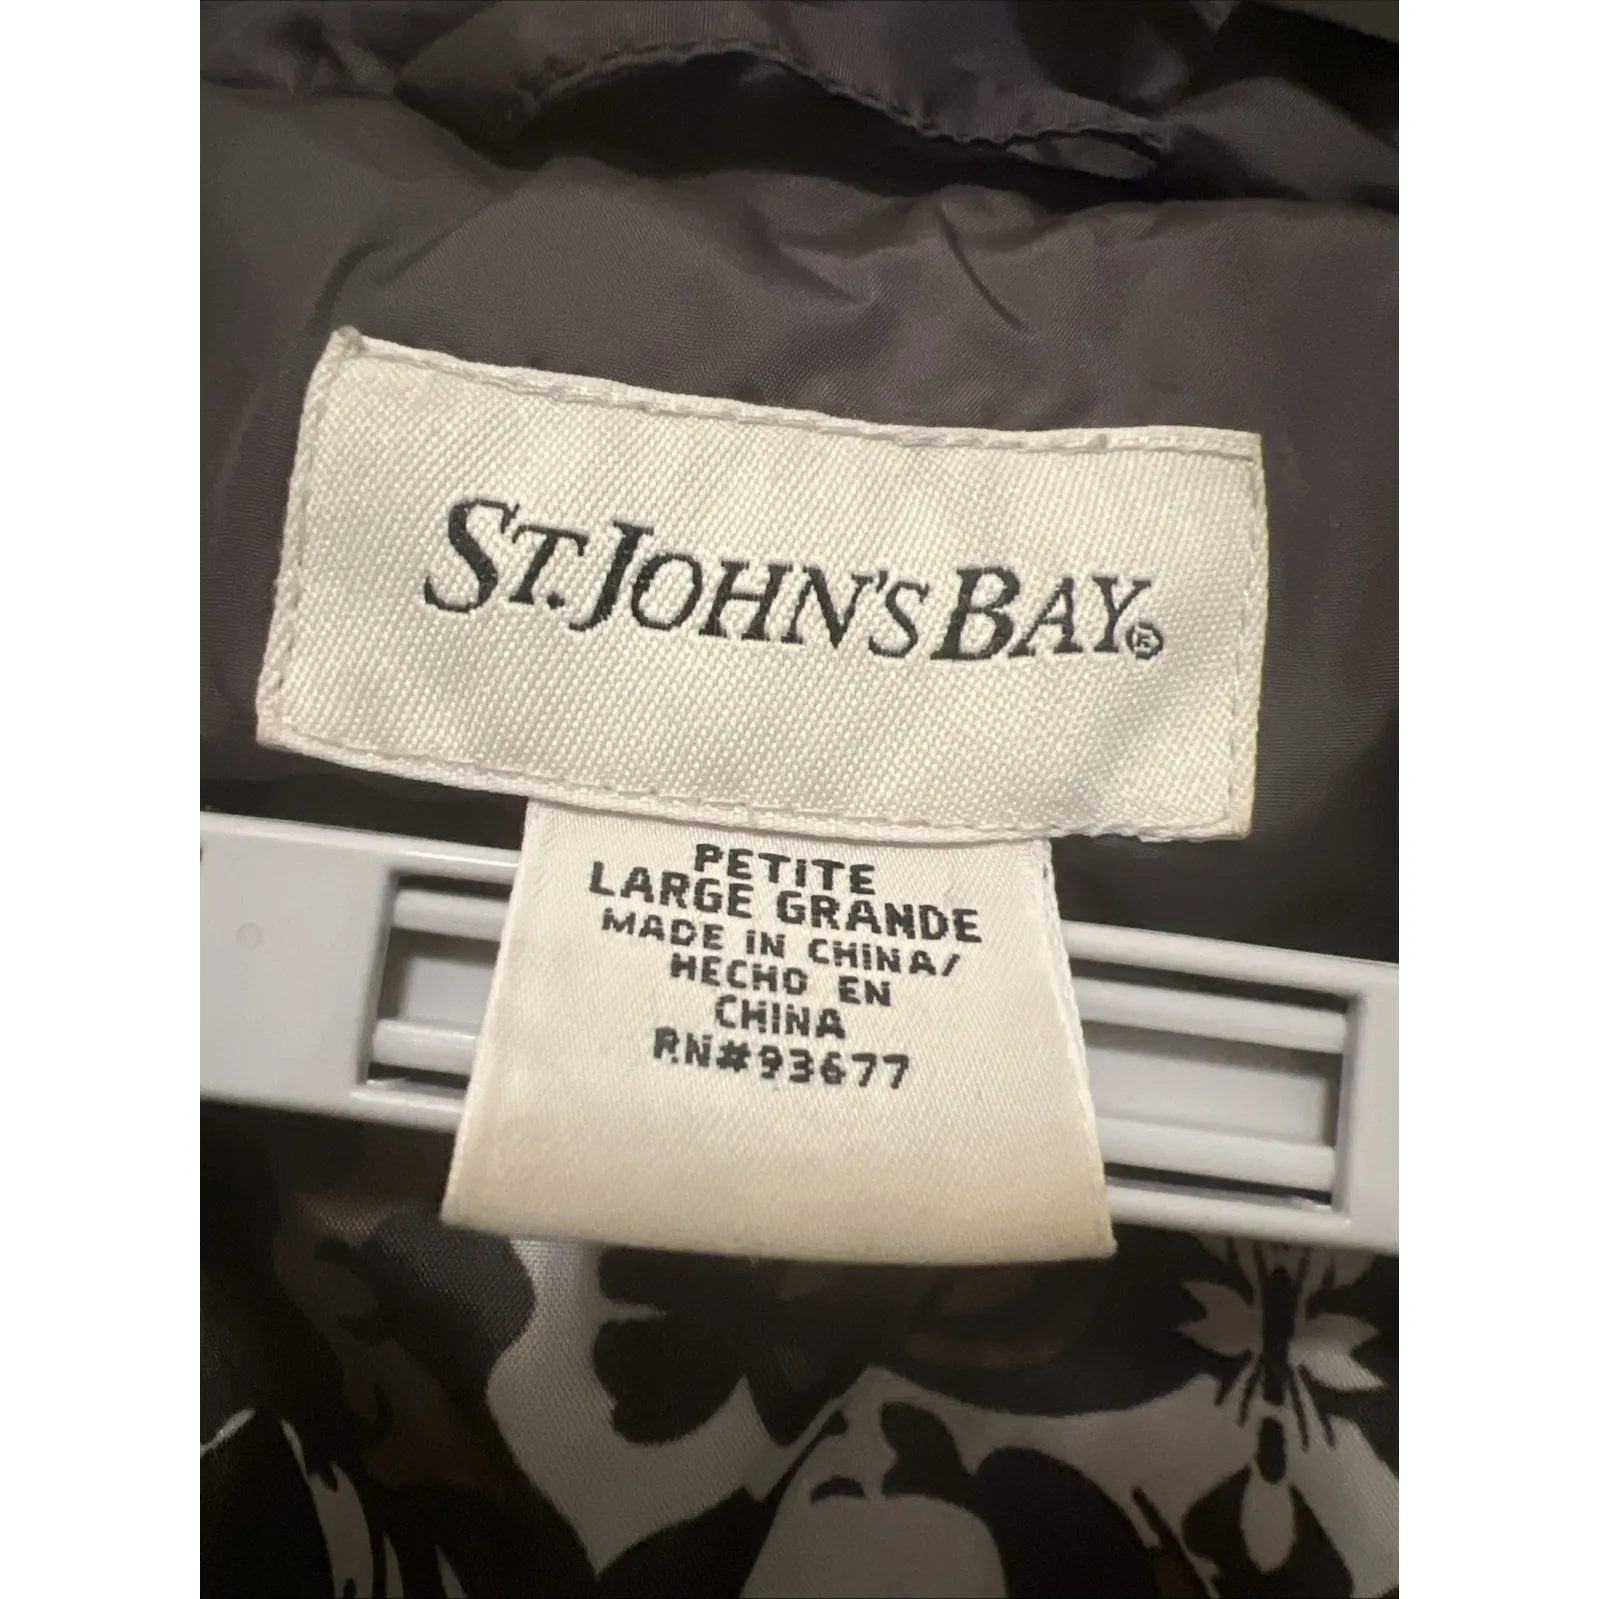 ST. JOHN'S BAY®
PETITE
LARGE GRANDE
MADE IN CHINA/
HECHO EN
CHINA
RN#93677